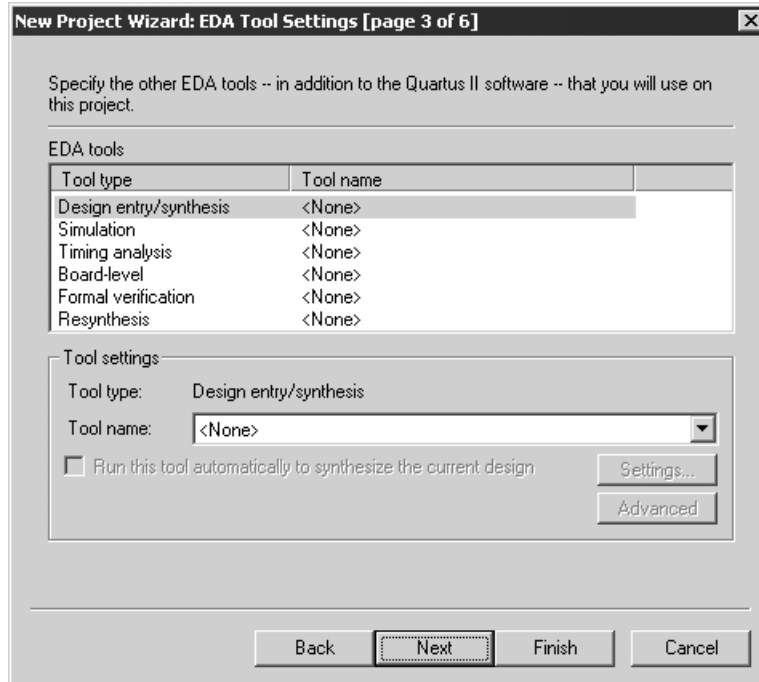 New Project Wizard: EDA Tool Settings [page 3 of 6]
Specify the other EDA tools -- in addition to the Quartus II software -- that you will use on
this project.
EDA tools
Tool type Tool name
Design entry/synthesis <None>
Simulation <None>
Timing analysis <None>
Board-level <None>
Formal verification <None>
Resynthesis <None>
Tool settings
Tool type: Design entry/synthesis
Tool name: <None>
Run this tool automatically to synthesize the current design Settings...
Advanced
Back Next Finish Cancel